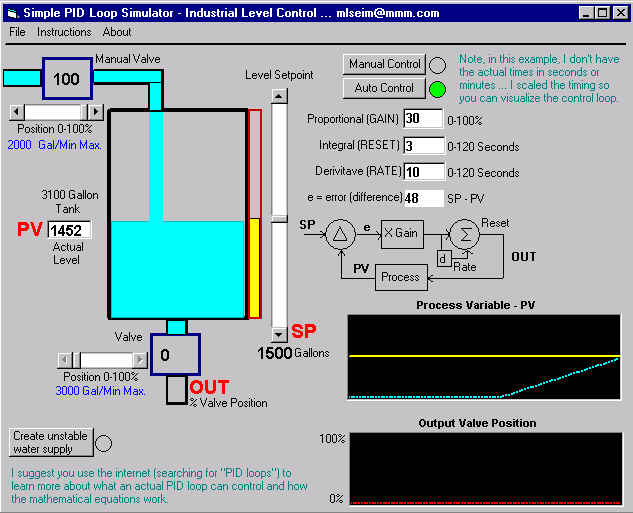 Simple PID Loop Simulator - Industrial Level Control ... mlseim@mmm.com
File Instructions About
Manual Valve
100
Position 0-100%
2000 Gal/Min Max.
Level Setpoint
Manual Control
Auto Control
Note, in this example, I don't have
the actual times in seconds or
minutes ... I scaled the timing so
you can visualize the control loop.
Proportional (GAIN) 30 0-100%
Integral (RESET) 3 0-120 Seconds
Derivitave (RATE) 10 0-120 Seconds
e = error (difference) 48 SP - PV
3100 Gallon
Tank
PV 1452
Actual
Level
SP e X Gain Σ Reset
d Rate OUT
PV Process
SP
1500 Gallons
Valve
0
Position 0-100%
3000 Gal/Min Max.
OUT
% Valve Position
Process Variable - PV
Output Valve Position
100%
0%
Create unstable
water supply
I suggest you use the internet (searching for "PID loops") to
learn more about what an actual PID loop can control and how
the mathematical equations work.